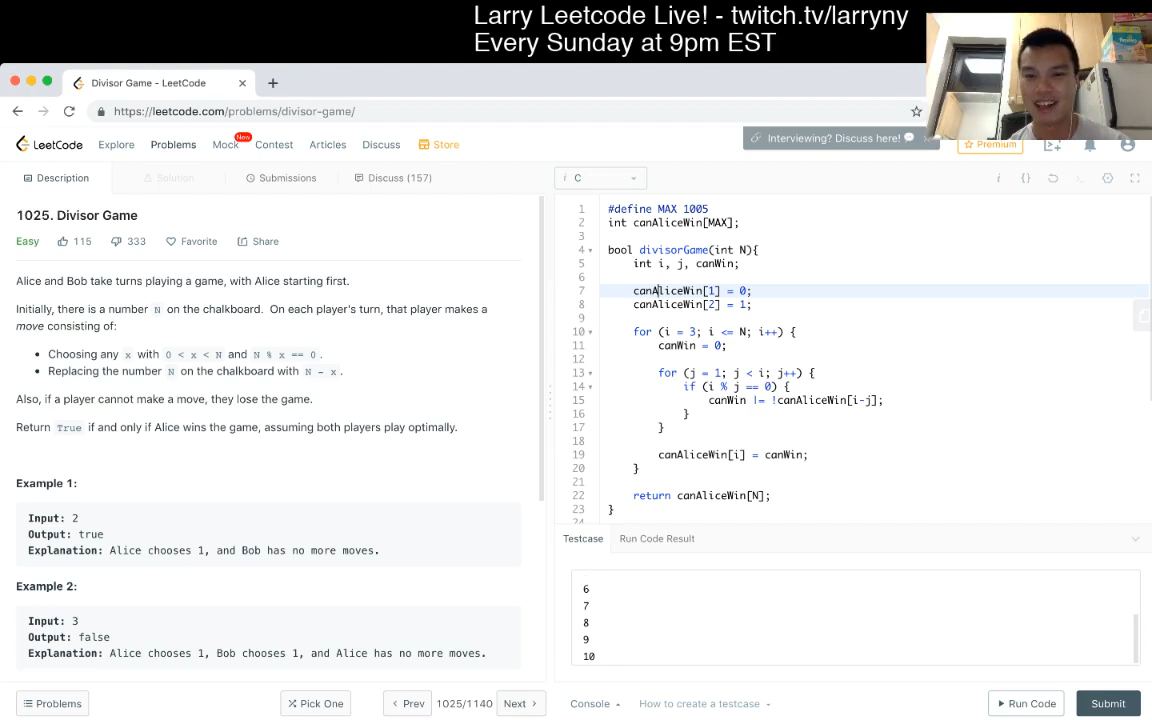 Larry Leetcode Live! - twitch.tv/larryny
Every Sunday at 9pm EST
Divisor Game - LeetCode
https://leetcode.com/problems/divisor-game/
LeetCode
Explore
Problems
Mock
New
Contest
Articles
Discuss
Store
Interviewing? Discuss here!
Premium
Description
Solution
Submissions
Discuss (157)
i C
1025. Divisor Game
Easy 115 333 Favorite Share
Alice and Bob take turns playing a game, with Alice starting first.
Initially, there is a number N on the chalkboard. On each player's turn, that player makes a
move consisting of:
• Choosing any x with 0 < x < N and N % x == 0.
• Replacing the number N on the chalkboard with N - x.
Also, if a player cannot make a move, they lose the game.
Return True if and only if Alice wins the game, assuming both players play optimally.
Example 1:
Input: 2
Output: true
Explanation: Alice chooses 1, and Bob has no more moves.
Example 2:
Input: 3
Output: false
Explanation: Alice chooses 1, Bob chooses 1, and Alice has no more moves.
1 #define MAX 1005
2 int canAliceWin[MAX];
3
4 bool divisorGame(int N){
5 int i, j, canWin;
6
7 canAliceWin[1] = 0;
8 canAliceWin[2] = 1;
9
10 for (i = 3; i <= N; i++) {
11 canWin = 0;
12
13 for (j = 1; j < i; j++) {
14 if (i % j == 0) {
15 canWin |= !canAliceWin[i-j];
16 }
17 }
18
19 canAliceWin[i] = canWin;
20 }
21
22 return canAliceWin[N];
23 }
24
Testcase
Run Code Result
6
7
8
9
10
Problems
Pick One
Prev
1025/1140
Next
Console
How to create a testcase
Run Code
Submit